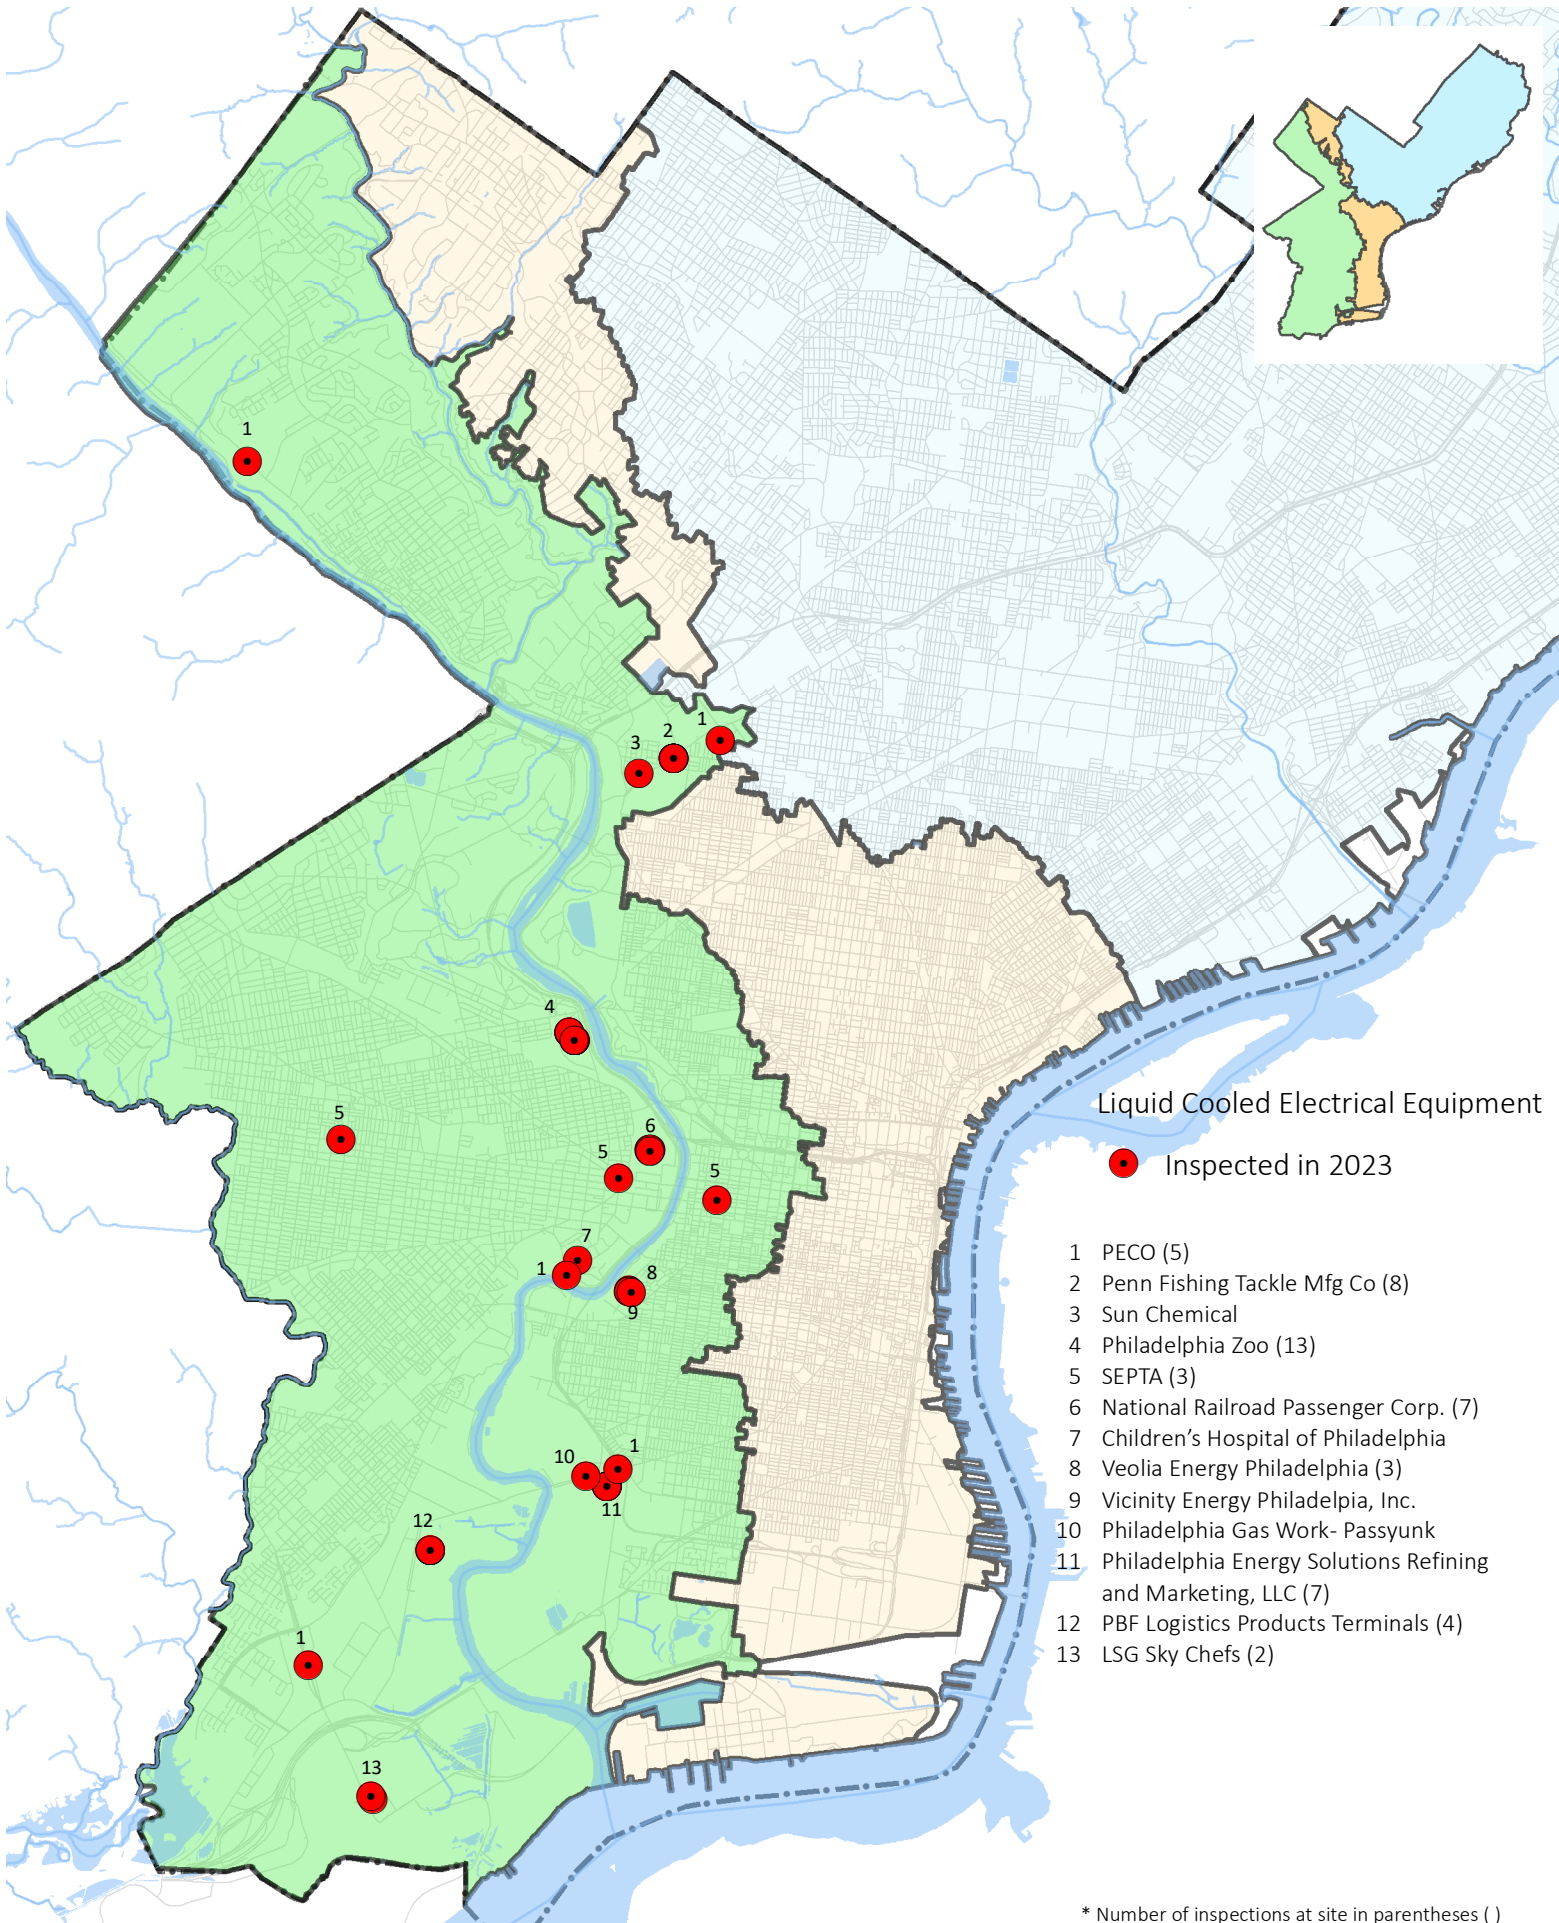 1
1
2
3
4
5
6
5
5
7
1
8
9
1
10
11
12
1
13
Liquid Cooled Electrical Equipment
Inspected in 2023
1 PECO (5)
2 Penn Fishing Tackle Mfg Co (8)
3 Sun Chemical
4 Philadelphia Zoo (13)
5 SEPTA (3)
6 National Railroad Passenger Corp. (7)
7 Children’s Hospital of Philadelphia
8 Veolia Energy Philadelphia (3)
9 Vicinity Energy Philadelpia, Inc.
10 Philadelphia Gas Work- Passyunk
11 Philadelphia Energy Solutions Refining
and Marketing, LLC (7)
12 PBF Logistics Products Terminals (4)
13 LSG Sky Chefs (2)
* Number of inspections at site in parentheses ( )